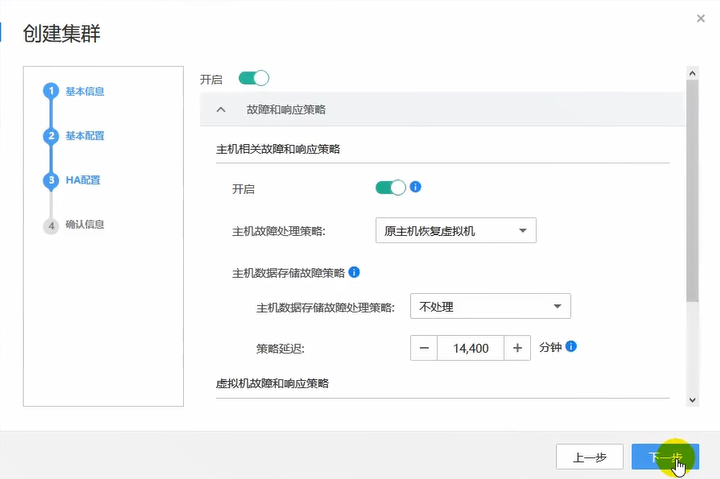 创建集群
1 基本信息
2 基本配置
3 HA配置
4 确认信息
开启
故障和响应策略
主机相关故障和响应策略
开启
主机故障处理策略: 原主机恢复虚拟机
主机数据存储故障策略
主机数据存储故障处理策略: 不处理
策略延迟: 14,400 分钟
虚拟机故障和响应策略
上一步 下一步